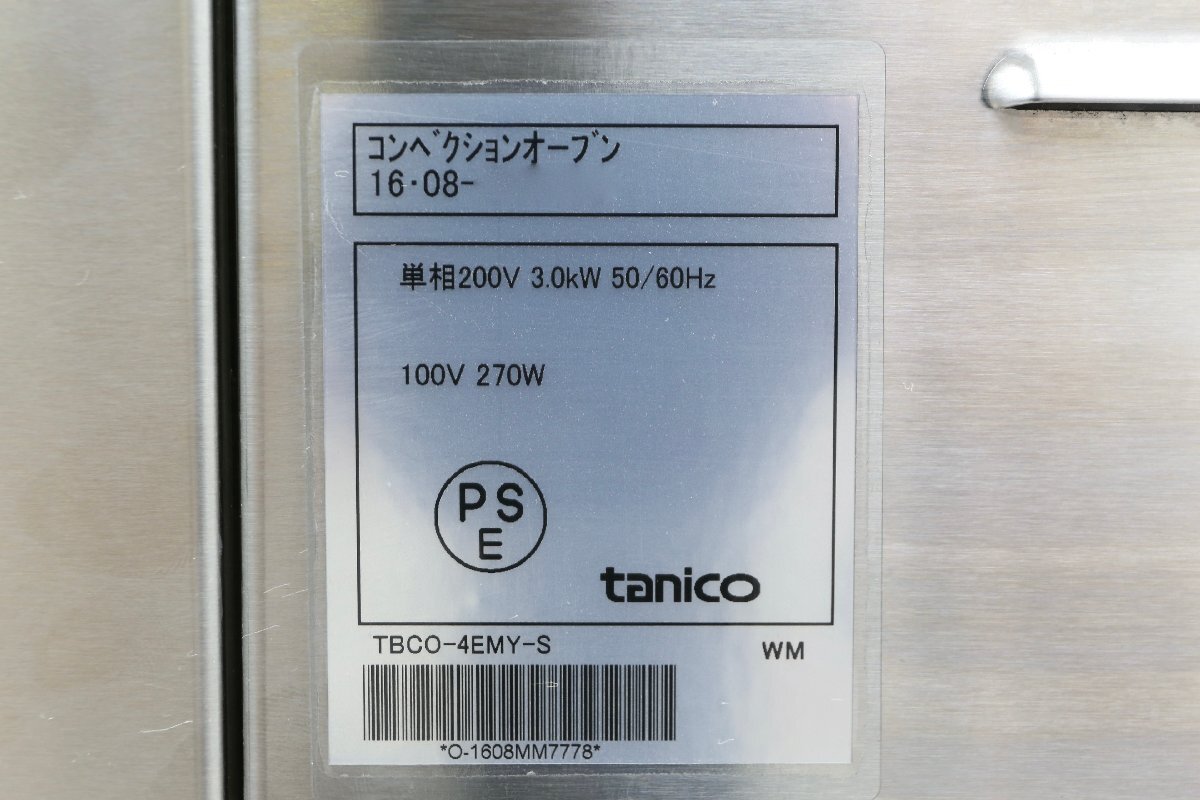 コンベクションオーブン
16・08-
単相200V 3.0kW 50/60Hz
100V 270W
PS
E
tanico
TBCO-4EMY-S
WM
*O-1608MM7778*